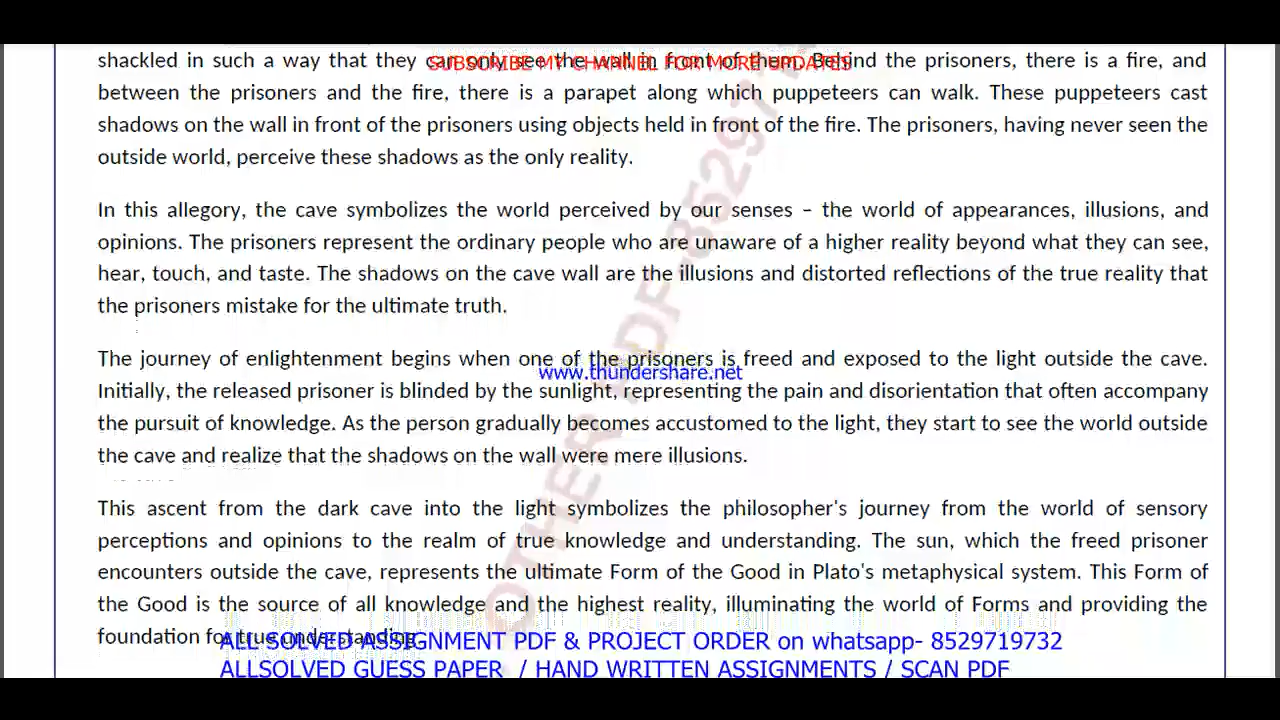 shackled in such a way that they can only see the wall in front of them. Behind the prisoners, there is a fire, and
SUBSCRIBE MY CHANNEL FOR MORE UPDATES
between the prisoners and the fire, there is a parapet along which puppeteers can walk. These puppeteers cast
shadows on the wall in front of the prisoners using objects held in front of the fire. The prisoners, having never seen the
outside world, perceive these shadows as the only reality.
In this allegory, the cave symbolizes the world perceived by our senses – the world of appearances, illusions, and
opinions. The prisoners represent the ordinary people who are unaware of a higher reality beyond what they can see,
hear, touch, and taste. The shadows on the cave wall are the illusions and distorted reflections of the true reality that
the prisoners mistake for the ultimate truth.
The journey of enlightenment begins when one of the prisoners is freed and exposed to the light outside the cave.
www.thundershare.net
Initially, the released prisoner is blinded by the sunlight, representing the pain and disorientation that often accompany
the pursuit of knowledge. As the person gradually becomes accustomed to the light, they start to see the world outside
the cave and realize that the shadows on the wall were mere illusions.
This ascent from the dark cave into the light symbolizes the philosopher's journey from the world of sensory
perceptions and opinions to the realm of true knowledge and understanding. The sun, which the freed prisoner
encounters outside the cave, represents the ultimate Form of the Good in Plato's metaphysical system. This Form of
the Good is the source of all knowledge and the highest reality, illuminating the world of Forms and providing the
foundation for true understanding.
ALL SOLVED ASSIGNMENT PDF & PROJECT ORDER on whatsapp- 8529719732
ALLSOLVED GUESS PAPER / HAND WRITTEN ASSIGNMENTS / SCAN PDF
OTHER PDF-852971